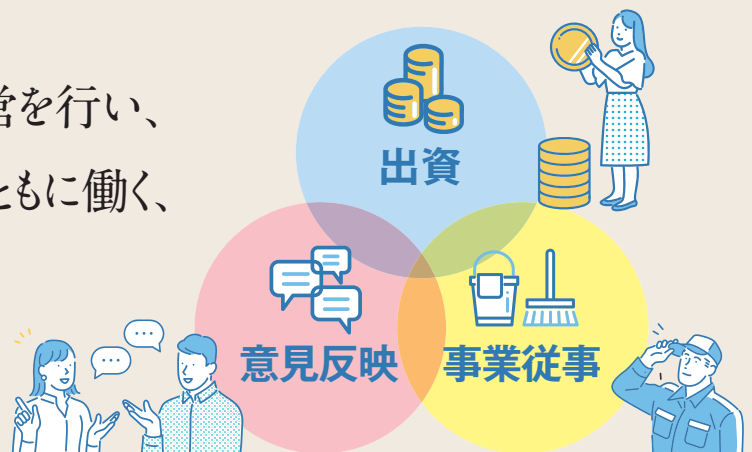 営を行い、
ともに働く、
出資
意見反映
事業従事